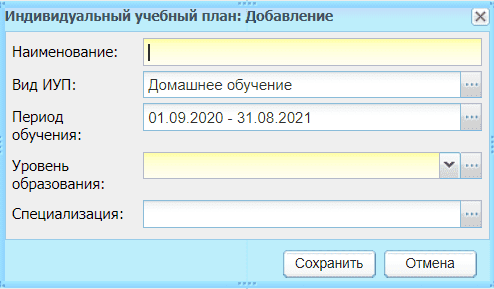 Индивидуальный учебный план: Добавление
Наименование:
Вид ИУП: Домашнее обучение
Период
обучения: 01.09.2020 - 31.08.2021
Уровень
образования:
Специализация:
Сохранить Отмена